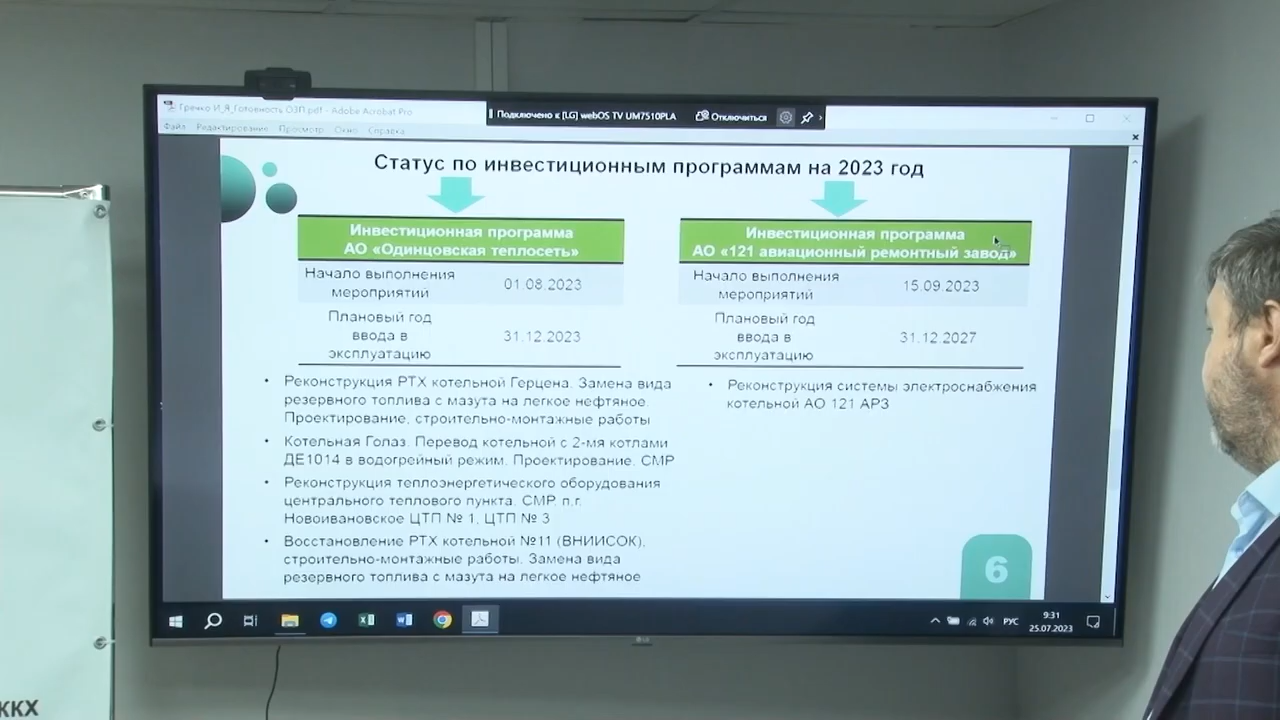 Гречко И_Я_Готовность ОЗП.pdf - Adobe Acrobat Pro
Подключено к [LG] webOS TV UM7510PLA
Отключиться
Файл Редактирование Просмотр Окно Справка
Статус по инвестиционным программам на 2023 год
Инвестиционная программа
АО «Одинцовская теплосеть»
Начало выполнения
мероприятий
01.08.2023
Плановый год
ввода в
эксплуатацию
31.12.2023
Реконструкция РТХ котельной Герцена. Замена вида
резервного топлива с мазута на легкое нефтяное.
Проектирование, строительно-монтажные работы
Котельная Голаз. Перевод котельной с 2-мя котлами
ДЕ1014 в водогрейный режим. Проектирование. СМР
Реконструкция теплоэнергетического оборудования
центрального теплового пункта. СМР. п.г.
Новоивановское ЦТП № 1, ЦТП № 3
Восстановление РТХ котельной №11 (ВНИИСОК),
строительно-монтажные работы. Замена вида
резервного топлива с мазута на легкое нефтяное
Инвестиционная программа
АО «121 авиационный ремонтный завод»
Начало выполнения
мероприятий
15.09.2023
Плановый год
ввода в
эксплуатацию
31.12.2027
Реконструкция системы электроснабжения
котельной АО 121 АРЗ
6
РУС
9:31
25.07.2023
LG
ККХ